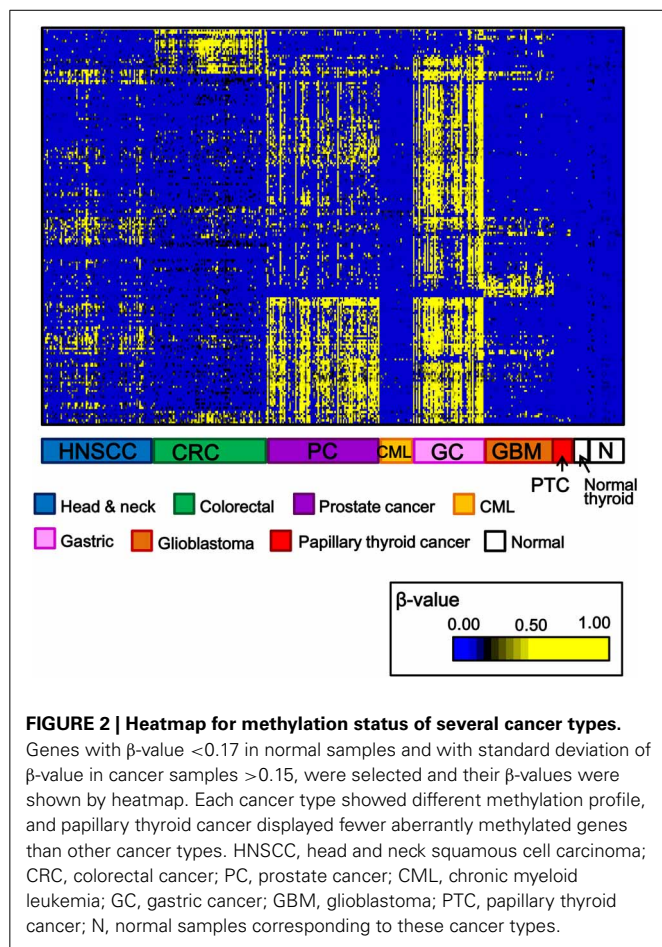 HNSCC CRC PC CML GC GBM N
PTC
Normal
thyroid
Head & neck Colorectal Prostate cancer CML
Gastric Glioblastoma Papillary thyroid cancer Normal
β-value
0.00 0.50 1.00
FIGURE 2 | Heatmap for methylation status of several cancer types.
Genes with β-value <0.17 in normal samples and with standard deviation of
β-value in cancer samples >0.15, were selected and their β-values were
shown by heatmap. Each cancer type showed different methylation profile,
and papillary thyroid cancer displayed fewer aberrantly methylated genes
than other cancer types. HNSCC, head and neck squamous cell carcinoma;
CRC, colorectal cancer; PC, prostate cancer; CML, chronic myeloid
leukemia; GC, gastric cancer; GBM, glioblastoma; PTC, papillary thyroid
cancer; N, normal samples corresponding to these cancer types.